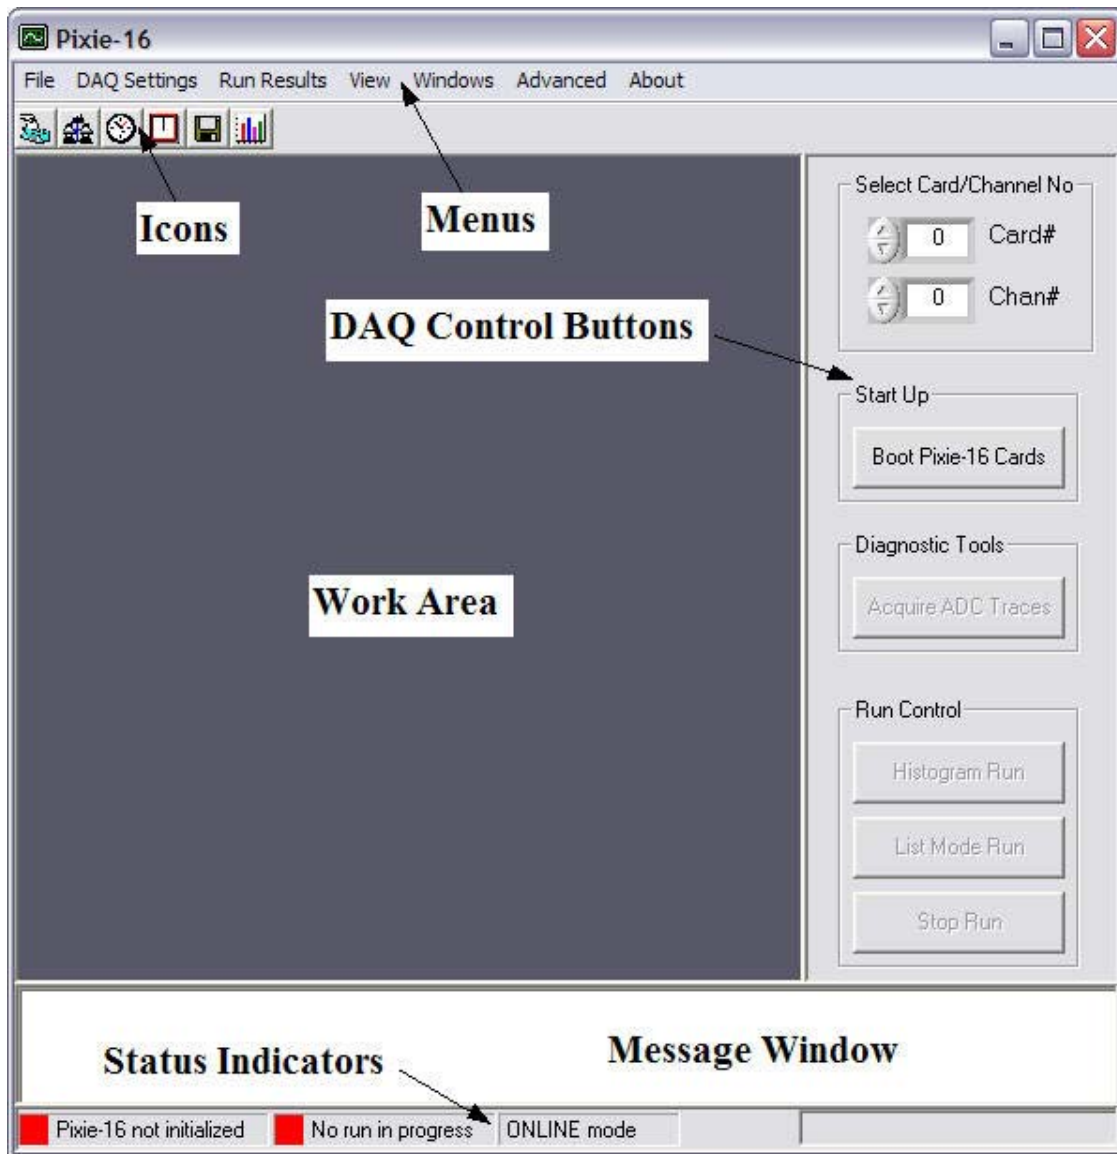 Pixie-16
File DAQ Settings Run Results View Windows Advanced About
Icons
Menus
DAQ Control Buttons
Work Area
Select Card/Channel No
0 Card#
0 Chan#
Start Up
Boot Pixie-16 Cards
Diagnostic Tools
Acquire ADC Traces
Run Control
Histogram Run
List Mode Run
Stop Run
Status Indicators
Message Window
Pixie-16 not initialized No run in progress ONLINE mode